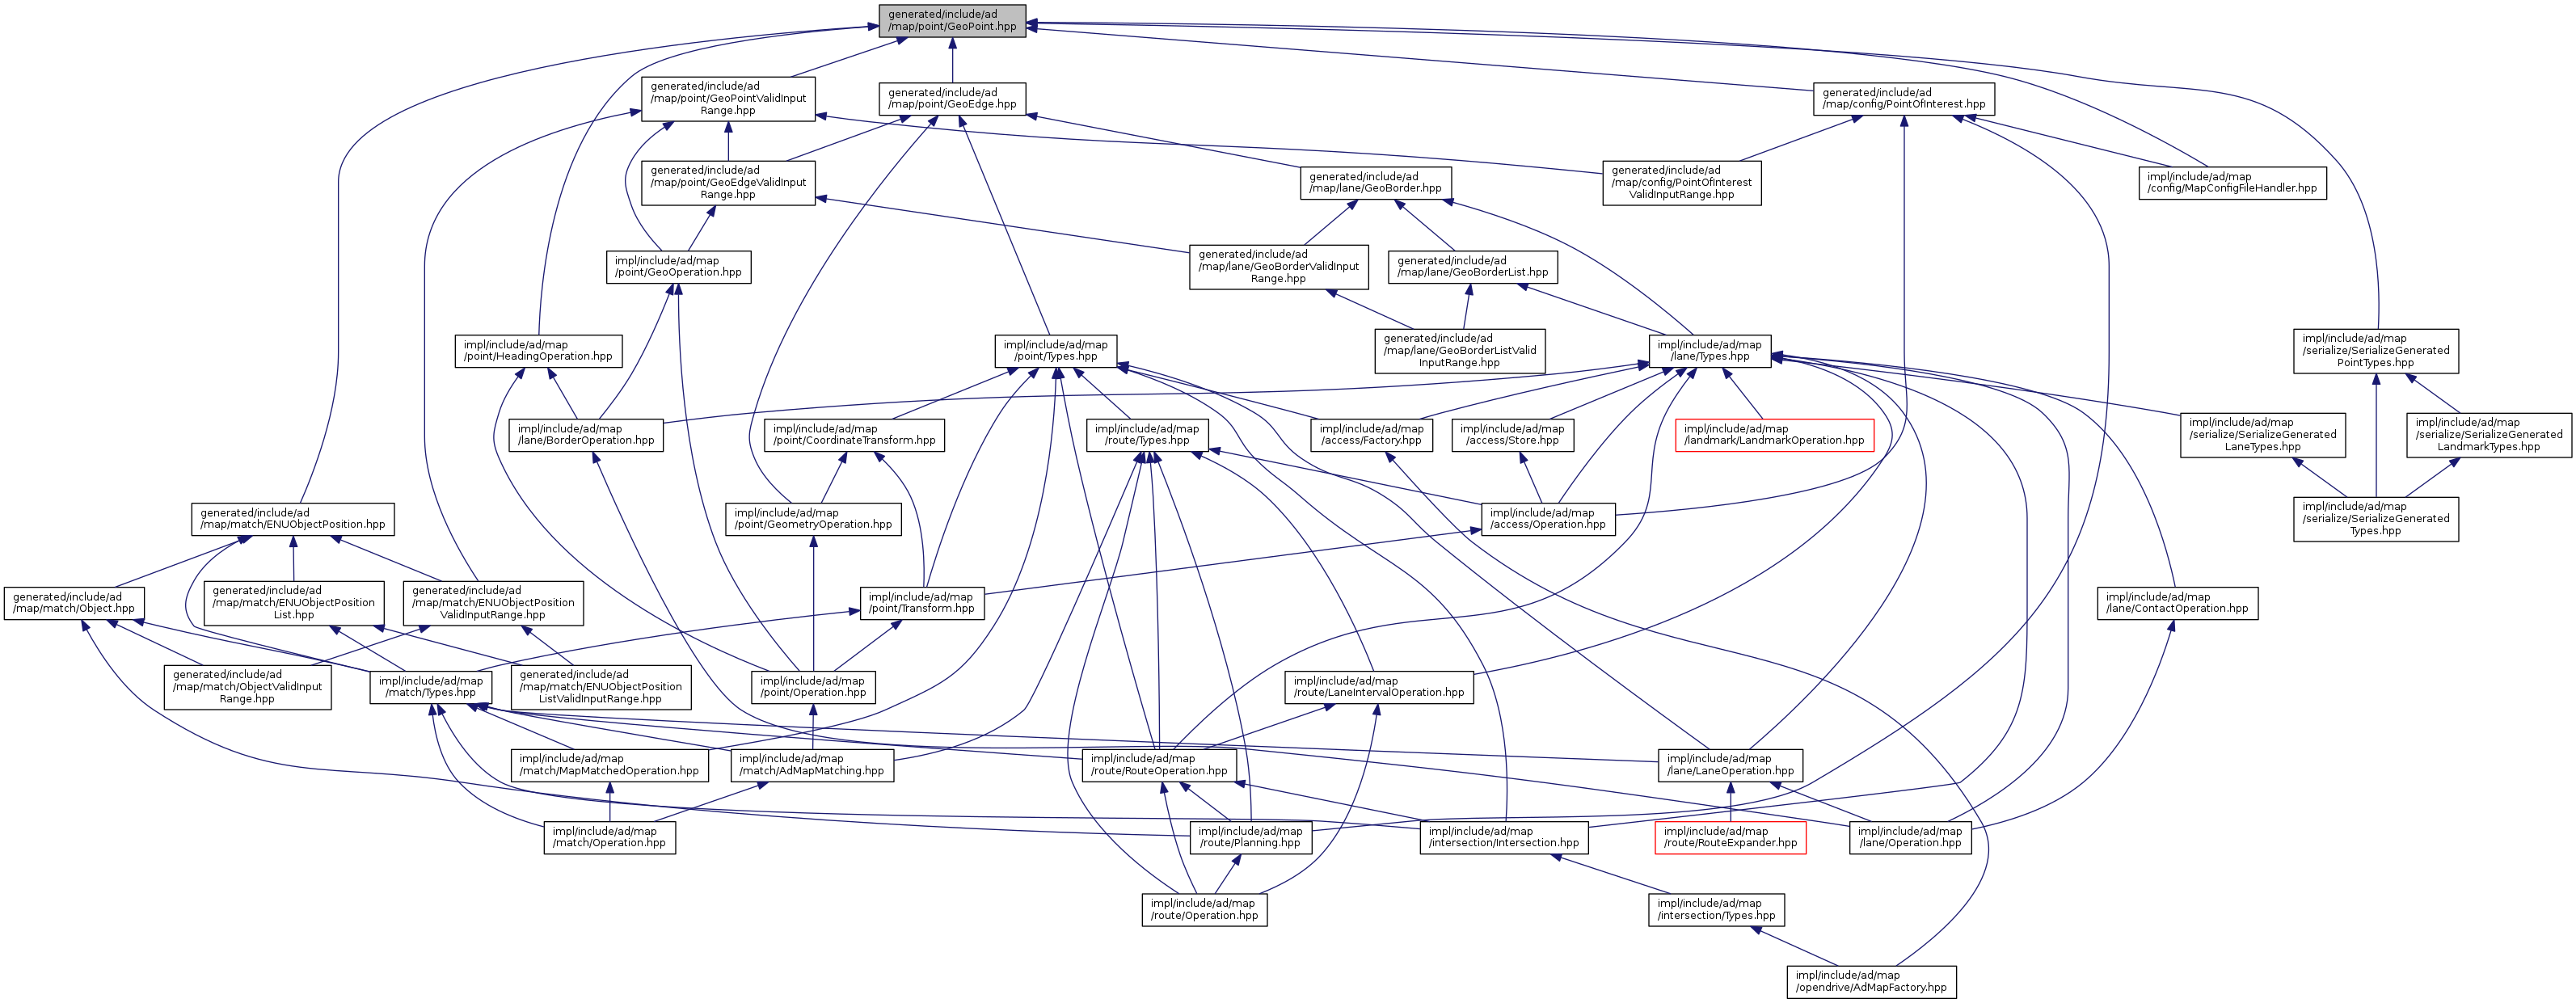 generated/include/ad
/map/point/GeoPoint.hpp
generated/include/ad
/map/point/GeoPointValidInput
Range.hpp
generated/include/ad
/map/point/GeoEdge.hpp
generated/include/ad
/map/config/PointOfInterest.hpp
generated/include/ad
/map/point/GeoEdgeValidInput
Range.hpp
generated/include/ad
/map/lane/GeoBorder.hpp
generated/include/ad
/map/config/PointOfInterest
ValidInputRange.hpp
impl/include/ad/map
/config/MapConfigFileHandler.hpp
impl/include/ad/map
/point/GeoOperation.hpp
generated/include/ad
/map/lane/GeoBorderValidInput
Range.hpp
generated/include/ad
/map/lane/GeoBorderList.hpp
impl/include/ad/map
/point/HeadingOperation.hpp
impl/include/ad/map
/point/Types.hpp
generated/include/ad
/map/lane/GeoBorderListValid
InputRange.hpp
impl/include/ad/map
/lane/Types.hpp
impl/include/ad/map
/serialize/SerializeGenerated
PointTypes.hpp
impl/include/ad/map
/lane/BorderOperation.hpp
impl/include/ad/map
/point/CoordinateTransform.hpp
impl/include/ad/map
/route/Types.hpp
impl/include/ad/map
/access/Factory.hpp
impl/include/ad/map
/access/Store.hpp
impl/include/ad/map
/landmark/LandmarkOperation.hpp
impl/include/ad/map
/serialize/SerializeGenerated
LaneTypes.hpp
impl/include/ad/map
/serialize/SerializeGenerated
LandmarkTypes.hpp
generated/include/ad
/map/match/ENUObjectPosition.hpp
impl/include/ad/map
/point/GeometryOperation.hpp
impl/include/ad/map
/access/Operation.hpp
impl/include/ad/map
/serialize/SerializeGenerated
Types.hpp
generated/include/ad
/map/match/Object.hpp
generated/include/ad
/map/match/ENUObjectPosition
List.hpp
generated/include/ad
/map/match/ENUObjectPosition
ValidInputRange.hpp
impl/include/ad/map
/point/Transform.hpp
impl/include/ad/map
/lane/ContactOperation.hpp
generated/include/ad
/map/match/ObjectValidInput
Range.hpp
impl/include/ad/map
/match/Types.hpp
generated/include/ad
/map/match/ENUObjectPosition
ListValidInputRange.hpp
impl/include/ad/map
/point/Operation.hpp
impl/include/ad/map
/route/LaneIntervalOperation.hpp
impl/include/ad/map
/match/MapMatchedOperation.hpp
impl/include/ad/map
/match/AdMapMatching.hpp
impl/include/ad/map
/route/RouteOperation.hpp
impl/include/ad/map
/lane/LaneOperation.hpp
impl/include/ad/map
/match/Operation.hpp
impl/include/ad/map
/route/Planning.hpp
impl/include/ad/map
/intersection/Intersection.hpp
impl/include/ad/map
/route/RouteExpander.hpp
impl/include/ad/map
/lane/Operation.hpp
impl/include/ad/map
/route/Operation.hpp
impl/include/ad/map
/intersection/Types.hpp
impl/include/ad/map
/opendrive/AdMapFactory.hpp